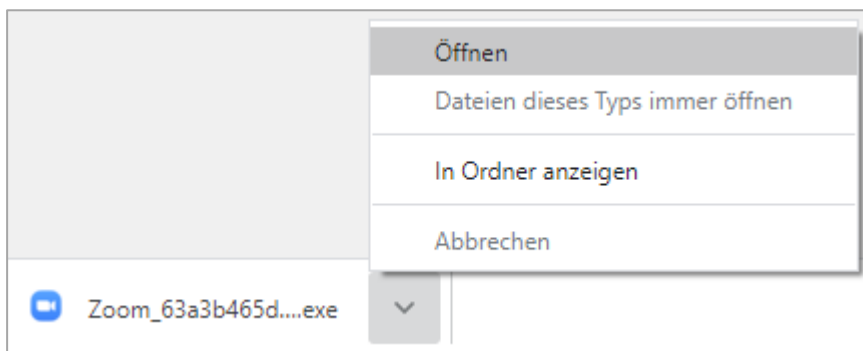 Öffnen
Dateien dieses Typs immer öffnen
In Ordner anzeigen
Abbrechen
Zoom_63a3b465d....exe